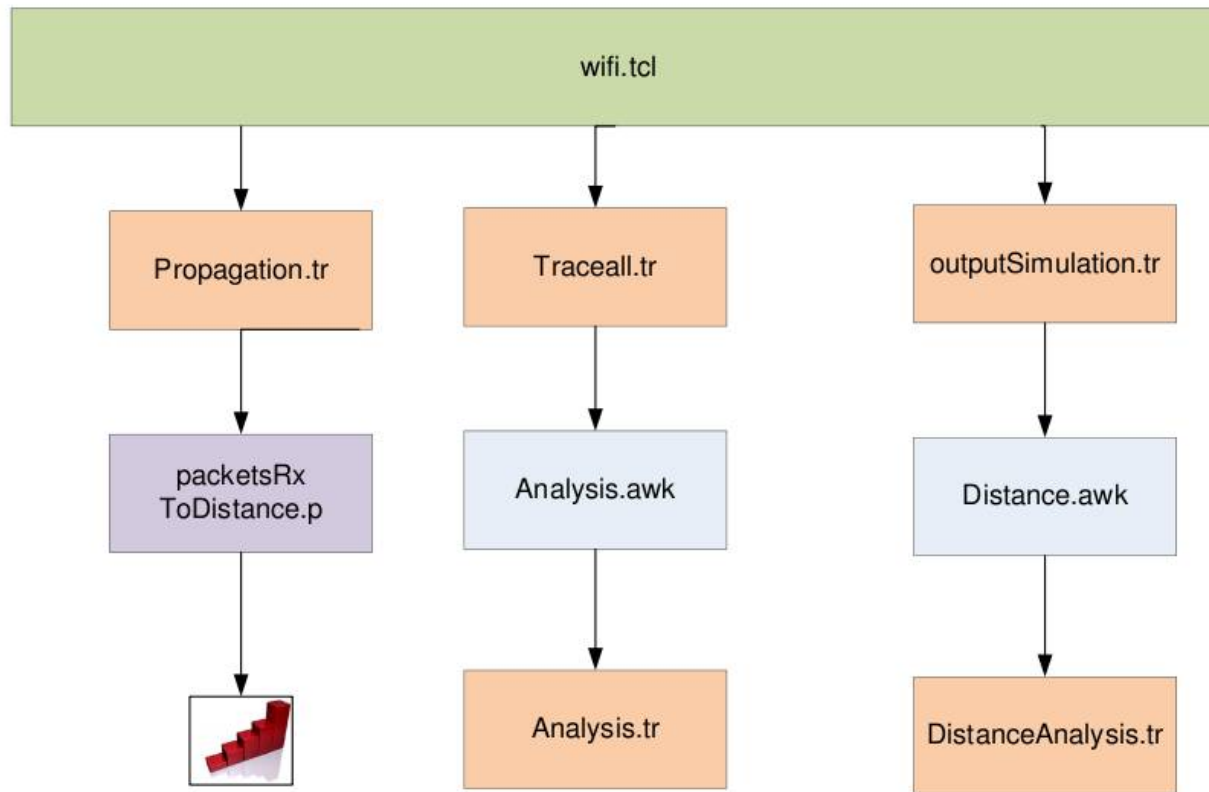 wifi.tcl
Propagation.tr
Traceall.tr
outputSimulation.tr
packetsRx
ToDistance.p
Analysis.awk
Distance.awk
Analysis.tr
DistanceAnalysis.tr